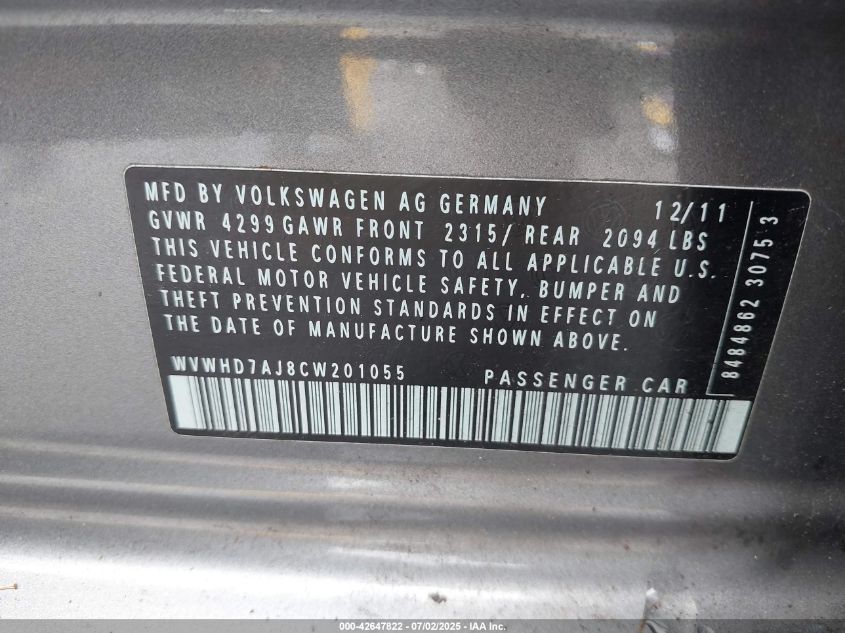 MFD BY VOLKSWAGEN AG GERMANY 12/11
GVWR 4299 GAWR FRONT 2315/ REAR 2094 LBS
THIS VEHICLE CONFORMS TO ALL APPLICABLE U.S.
FEDERAL MOTOR VEHICLE SAFETY, BUMPER AND
THEFT PREVENTION STANDARDS IN EFFECT ON
THE DATE OF MANUFACTURE SHOWN ABOVE.
WVWHD7AJ8CW201055 PASSENGER CAR
8484862 3075 3
000-42647822 - 07/02/2025 - IAA Inc.